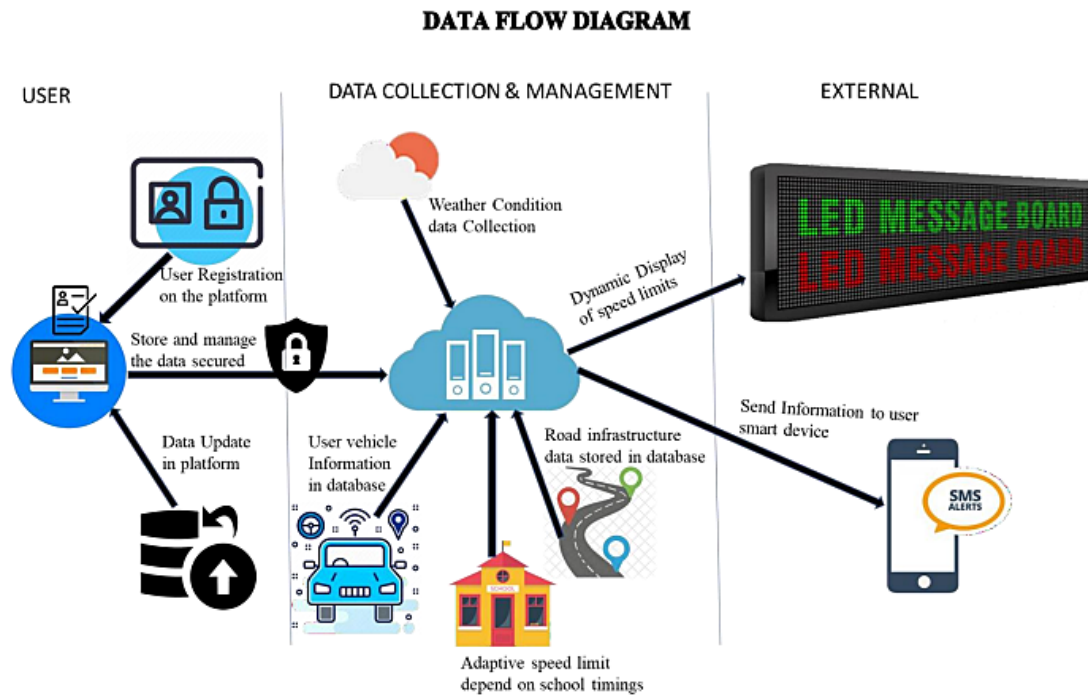 DATA FLOW DIAGRAM
USER
DATA COLLECTION & MANAGEMENT
EXTERNAL
Weather Condition
data Collection
LED MESSAGE BOARD
LED MESSAGE BOARD
User Registration
on the platform
Dynamic Display
of speed limits
Store and manage
the data secured
Send Information to user
smart device
Data Update
in platform
User vehicle
Information
in database
Road infrastructure
data stored in database
SMS
ALERTS
SCHOOL
Adaptive speed limit
depend on school timings